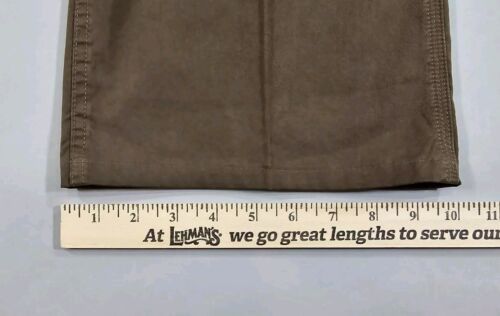 1 2 3 4 5 6 7 8 9 10 11
At LEHMAN'S we go great lengths to serve our